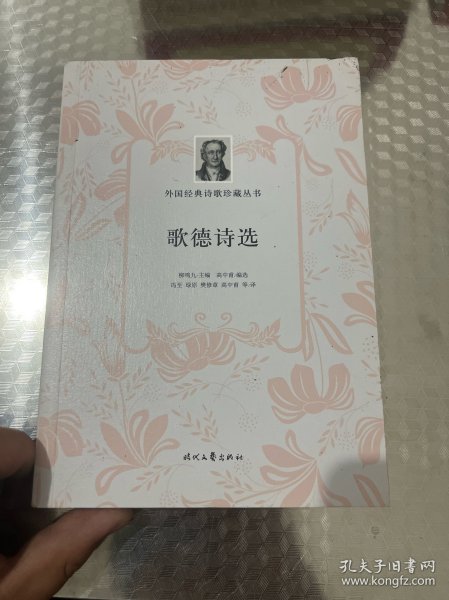 外国经典诗歌珍藏丛书
歌德诗选
柳鸣九·主编 高中甫·编选
冯至 绿原 樊修章 高中甫 等·译
时代文艺出版社
孔夫子旧书网
www.kongfz.com